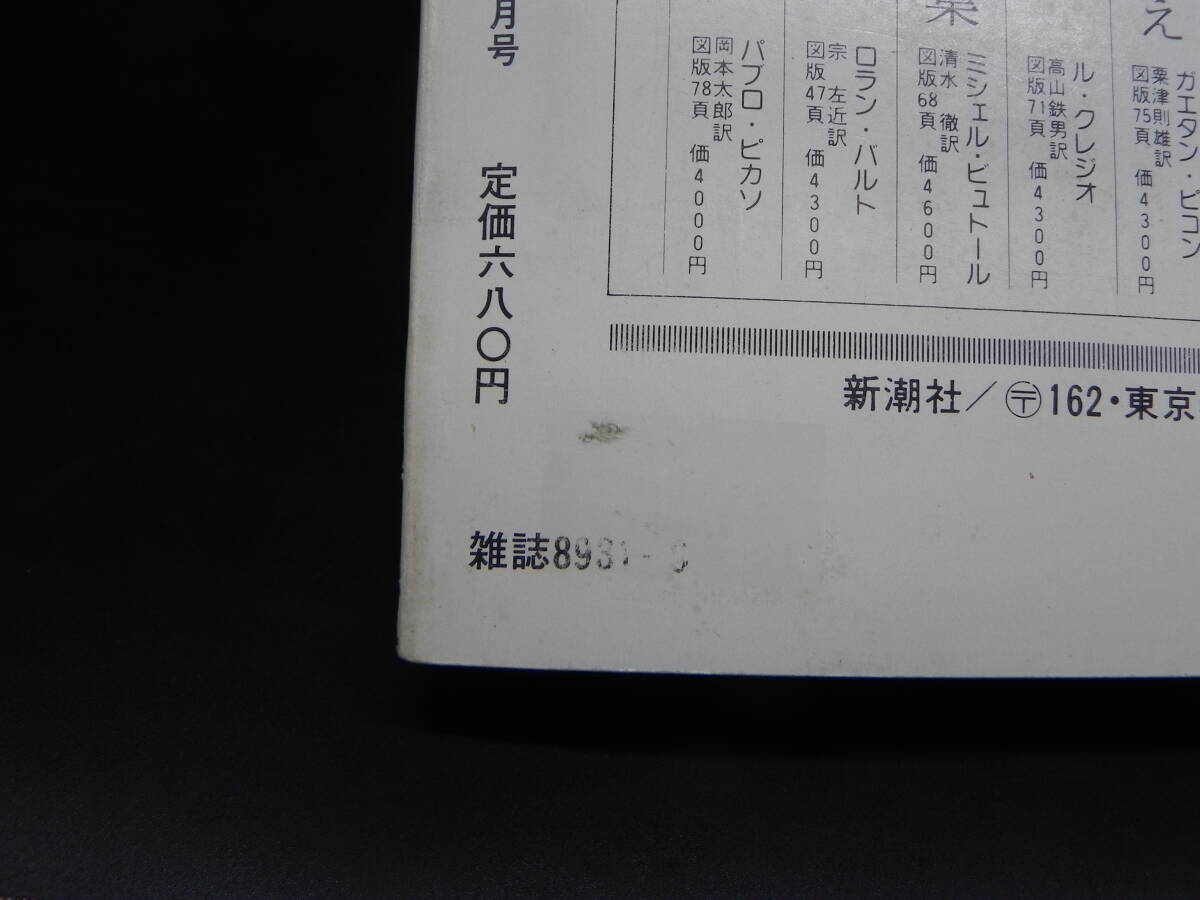 え
ガエタン・ピコン
粟津則雄訳
図版75頁 価4300円
ル・クレジオ
高山鉄男訳
図版71頁 価4300円
ミシェル・ビュトール
清水 徹訳
図版68頁 価4600円
ロラン・バルト
宗 左近訳
図版47頁 価4300円
パブロ・ピカソ
岡本太郎訳
図版78頁 価4000円
新潮社/〶162・東京
月号 定価六八〇円
雑誌8931-